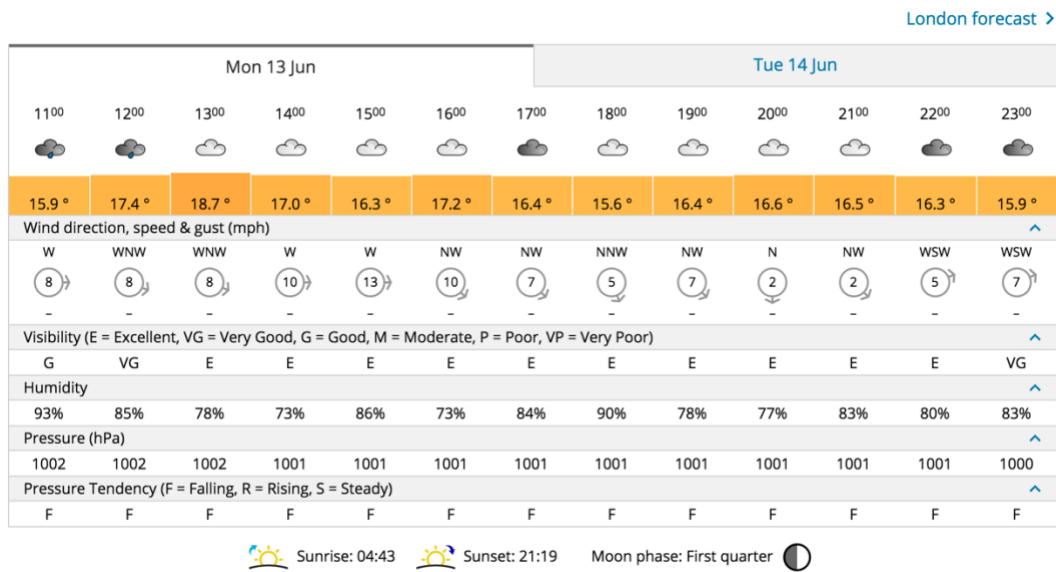 London forecast
Mon 13 Jun Tue 14 Jun
1100 1200 1300 1400 1500 1600 1700 1800 1900 2000 2100 2200 2300
15.9 ° 17.4 ° 18.7 ° 17.0 ° 16.3 ° 17.2 ° 16.4 ° 15.6 ° 16.4 ° 16.6 ° 16.5 ° 16.3 ° 15.9 °
Wind direction, speed & gust (mph)
W WNW WNW W W NW NW NNW NW N NW WSW WSW
8 8 8 10 13 10 7 5 7 2 2 5 7
– – – – – – – – – – – – –
Visibility (E = Excellent, VG = Very Good, G = Good, M = Moderate, P = Poor, VP = Very Poor)
G VG E E E E E E E E E E VG
Humidity
93% 85% 78% 73% 86% 73% 84% 90% 78% 77% 83% 80% 83%
Pressure (hPa)
1002 1002 1002 1001 1001 1001 1001 1001 1001 1001 1001 1001 1000
Pressure Tendency (F = Falling, R = Rising, S = Steady)
F F F F F F F F F F F F F
Sunrise: 04:43 Sunset: 21:19 Moon phase: First quarter